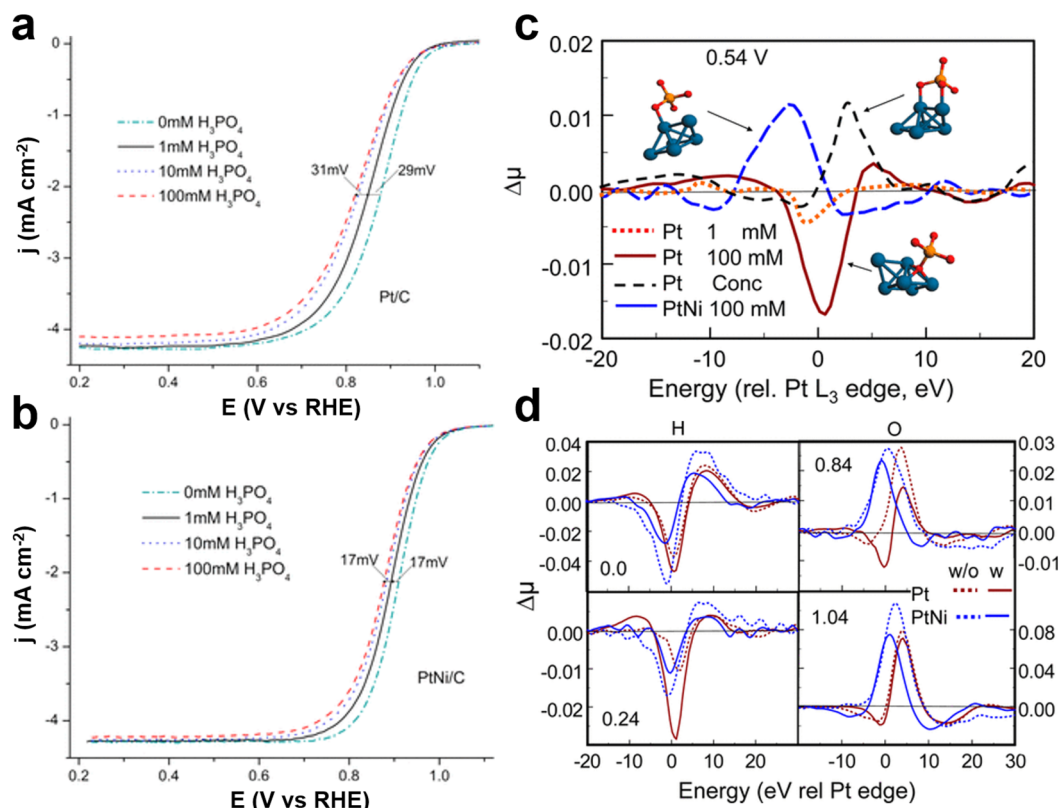 a
0
-1
-2
-3
-4
j (mA cm-2)
0mM H3PO4
1mM H3PO4
10mM H3PO4
100mM H3PO4
31mV
29mV
Pt/C
0.2
0.4
0.6
0.8
1.0
E (V vs RHE)
b
0
-1
-2
-3
-4
j (mA cm-2)
0mM H3PO4
1mM H3PO4
10mM H3PO4
100mM H3PO4
17mV
17mV
PtNi/C
0.2
0.4
0.6
0.8
1.0
E (V vs RHE)
c
0.02
0.01
0.00
-0.01
-0.02
Δμ
0.54 V
Pt 1 mM
Pt 100 mM
Pt Conc
PtNi 100 mM
-20
-10
0
10
20
Energy (rel. Pt L3 edge, eV)
d
H
O
0.04
0.02
0.00
-0.02
-0.04
0.0
0.03
0.02
0.01
0.00
-0.01
0.84
w/o w
Pt
PtNi
Δμ
0.00
-0.01
-0.02
0.24
1.04
0.08
0.04
0.00
-20
-10
0
10
20
-20
-10
0
10
20
30
Energy (eV rel Pt edge)